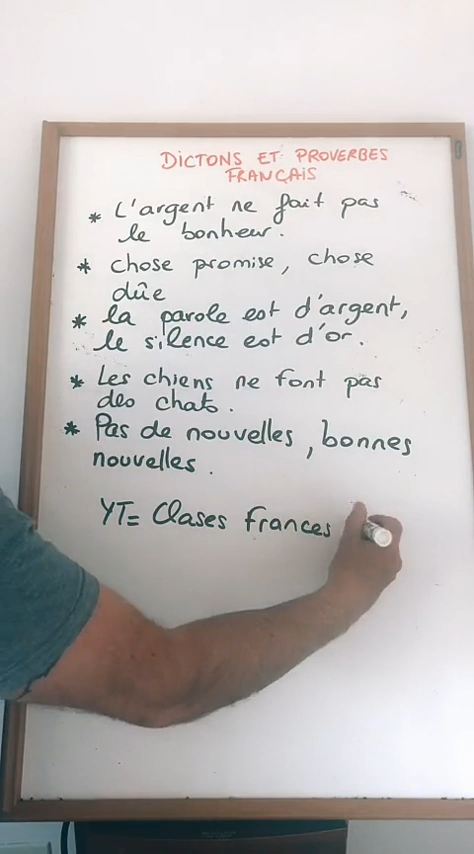 DICTONS ET PROVERBES
FRANÇAIS
* L'argent ne fait pas
le bonheur.
* chose promise, chose
dûe
* la parole est d'argent,
le silence est d'or.
* Les chiens ne font pas
des chats.
* Pas de nouvelles, bonnes
nouvelles.
YT= Clases frances